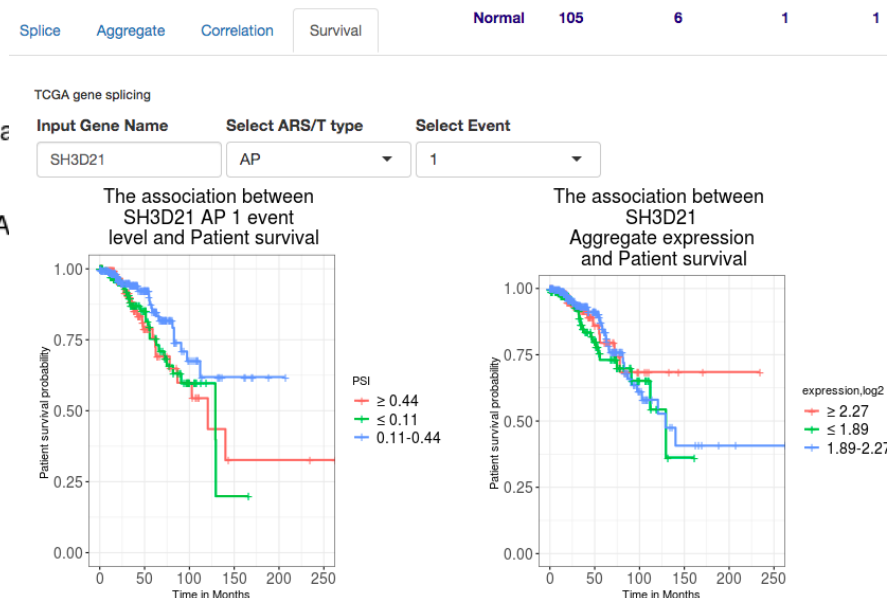 Splice Aggregate Correlation Survival Normal 105 6 1 1
TCGA gene splicing
Input Gene Name Select ARS/T type Select Event
SH3D21 AP 1
The association between
SH3D21 AP 1 event
level and Patient survival
Patient survival probability
1.00
0.75
0.50
0.25
0.00
0 50 100 150 200 250
Time in Months
PSI
≥ 0.44
≤ 0.11
0.11-0.44
The association between
SH3D21
Aggregate expression
and Patient survival
Patient survival probability
1.00
0.75
0.50
0.25
0.00
0 50 100 150 200 250
Time in Months
expression,log2
≥ 2.27
≤ 1.89
1.89-2.27